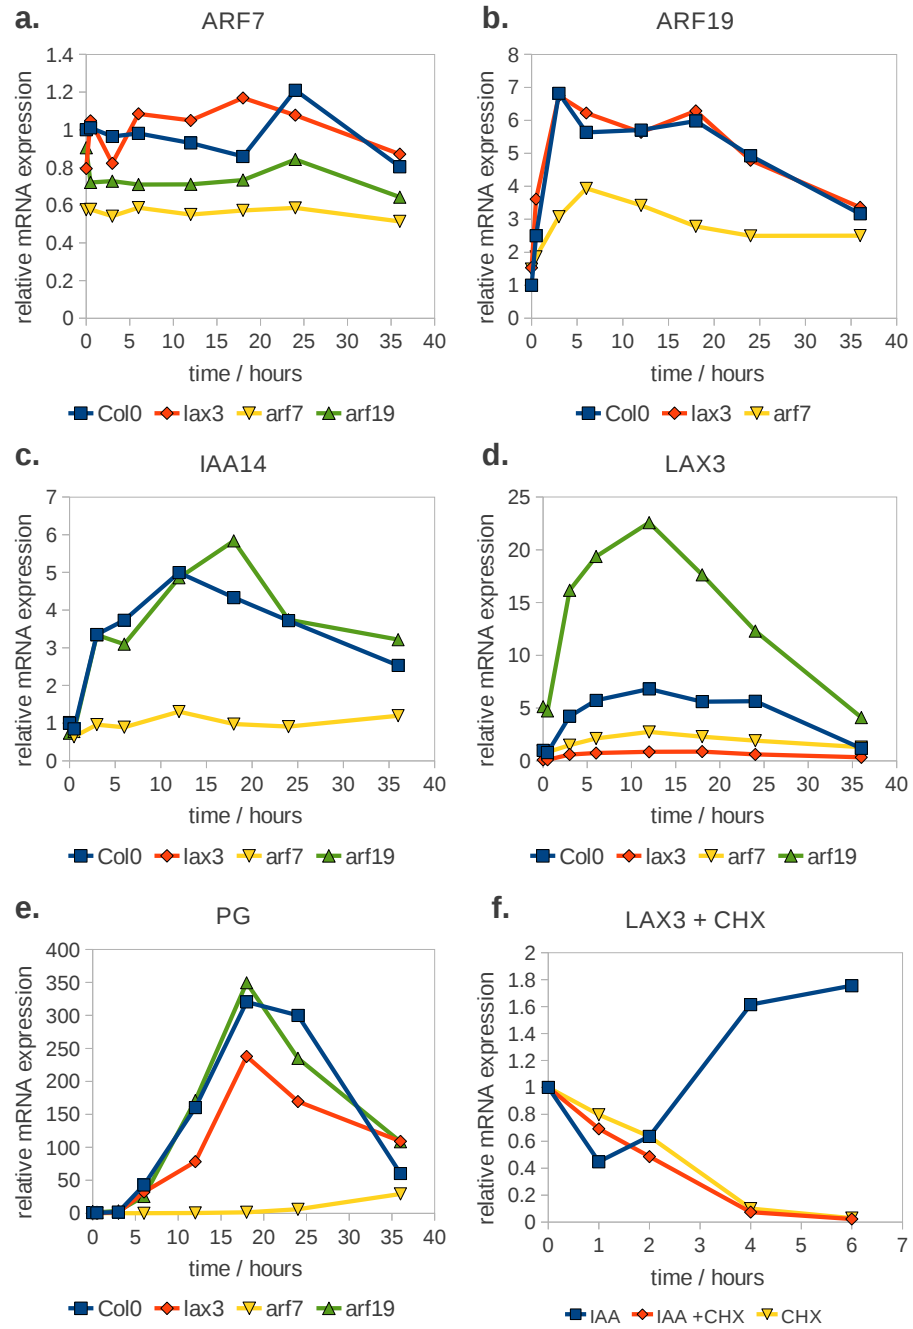 a.
ARF7
relative mRNA expression
1.4
1.2
1
0.8
0.6
0.4
0.2
0
0 5 10 15 20 25 30 35 40
time / hours
Col0 lax3 arf7 arf19
b.
ARF19
relative mRNA expression
8
7
6
5
4
3
2
1
0
0 5 10 15 20 25 30 35 40
time / hours
Col0 lax3 arf7
c.
IAA14
relative mRNA expression
7
6
5
4
3
2
1
0
0 5 10 15 20 25 30 35 40
time / hours
Col0 lax3 arf7 arf19
d.
LAX3
relative mRNA expression
25
20
15
10
5
0
0 5 10 15 20 25 30 35 40
time / hours
Col0 lax3 arf7 arf19
e.
PG
relative mRNA expression
400
350
300
250
200
150
100
50
0
0 5 10 15 20 25 30 35 40
time / hours
Col0 lax3 arf7 arf19
f.
LAX3 + CHX
relative mRNA expression
2
1.8
1.6
1.4
1.2
1
0.8
0.6
0.4
0.2
0
0 1 2 3 4 5 6 7
time / hours
IAA IAA +CHX CHX